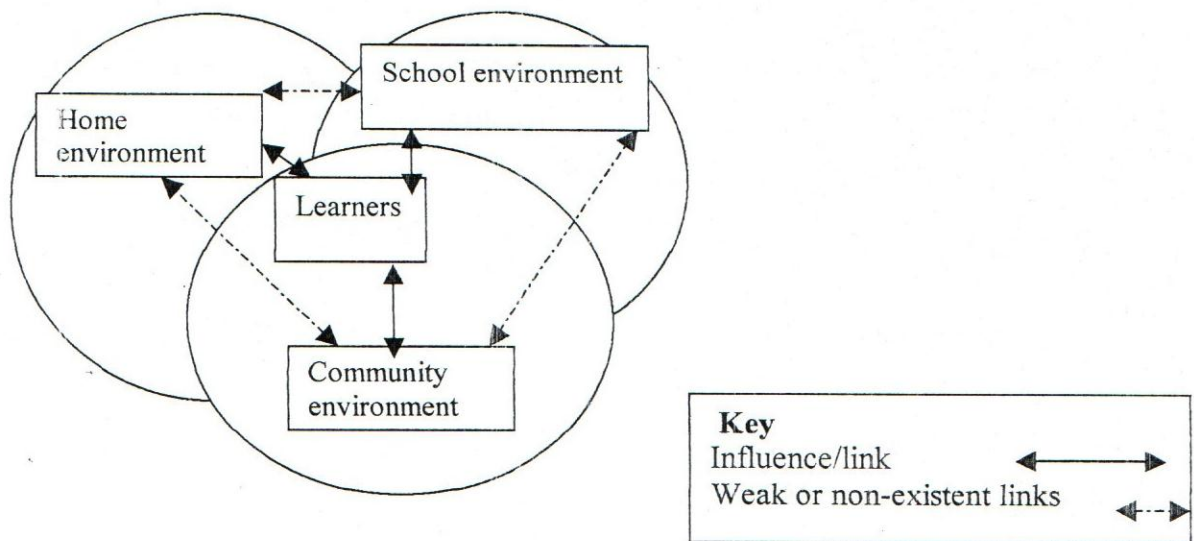 School environment
Home
environment
Learners
Community
environment
Key
Influence/link
Weak or non-existent links